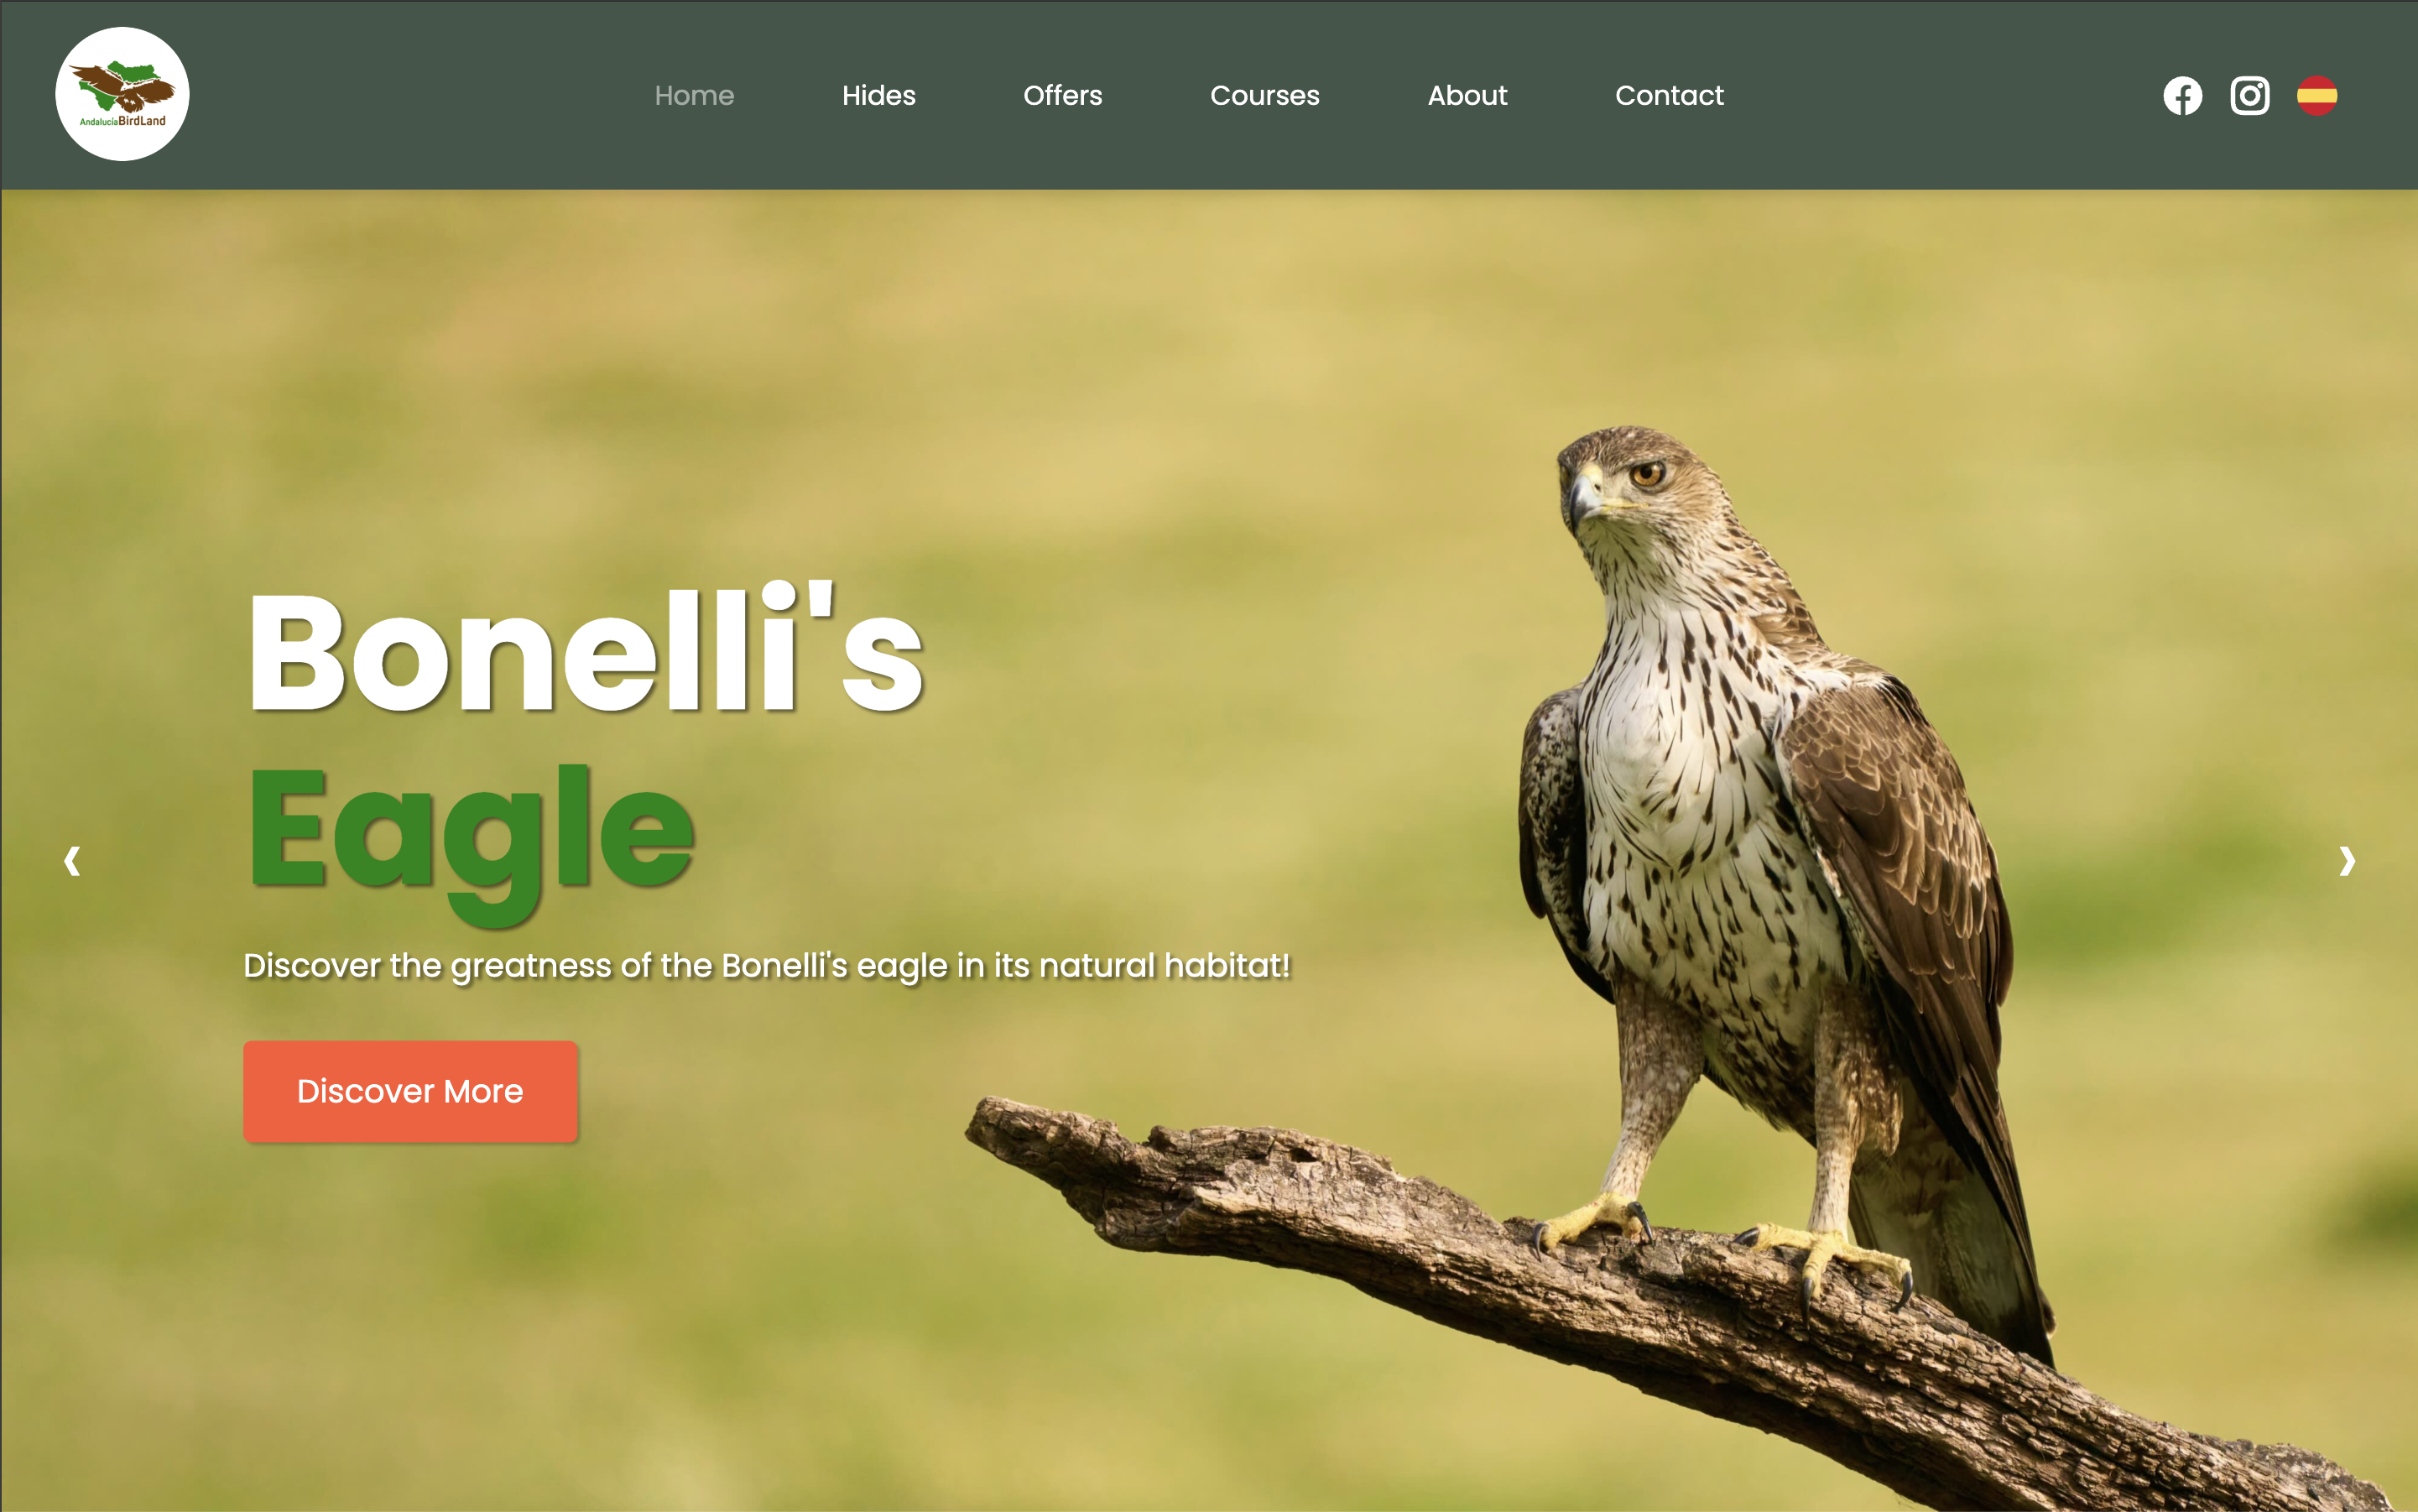 AndalucíaBirdLand
Home
Hides
Offers
Courses
About
Contact
Bonelli's
Eagle
Discover the greatness of the Bonelli's eagle in its natural habitat!
Discover More